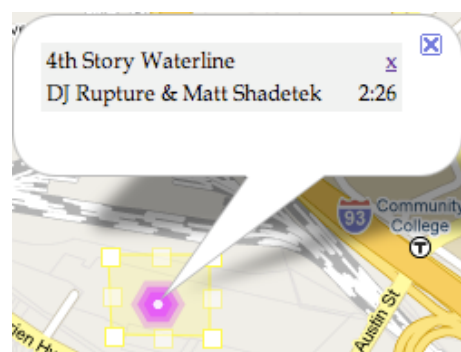 4th Story Waterline x
DJ Rupture & Matt Shadetek 2:26
93
Community
College
T
Austin St